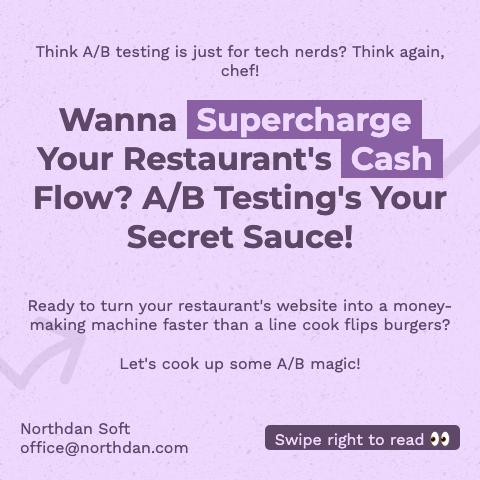 Think A/B testing is just for tech nerds? Think again,
chef!
Wanna Supercharge
Your Restaurant's Cash
Flow? A/B Testing's Your
Secret Sauce!
Ready to turn your restaurant's website into a money-
making machine faster than a line cook flips burgers?
Let's cook up some A/B magic!
Northdan Soft
office@northdan.com
Swipe right to read 👀